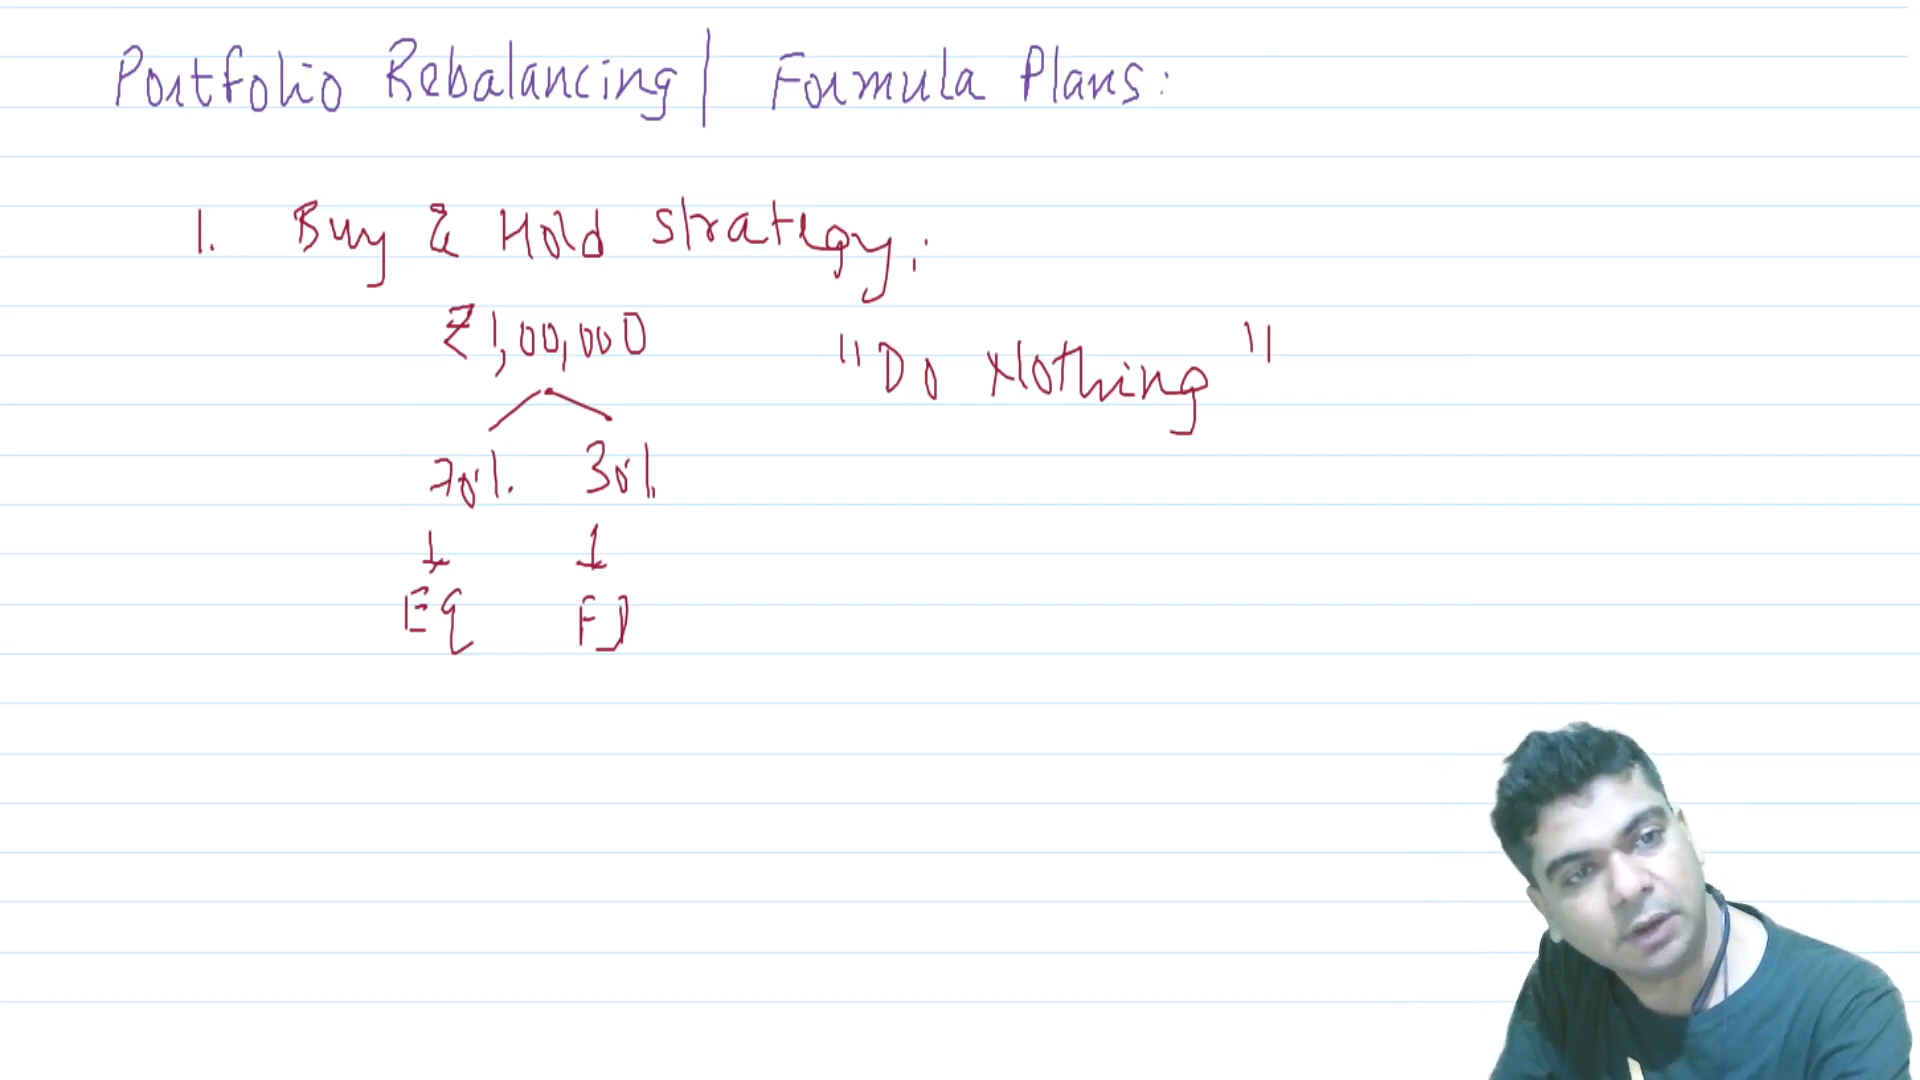 Portfolio Rebalancing | Formula Plans:
1. Buy & Hold Strategy:
₹1,00,000
"Do Nothing"
70% 30%
Eq FD